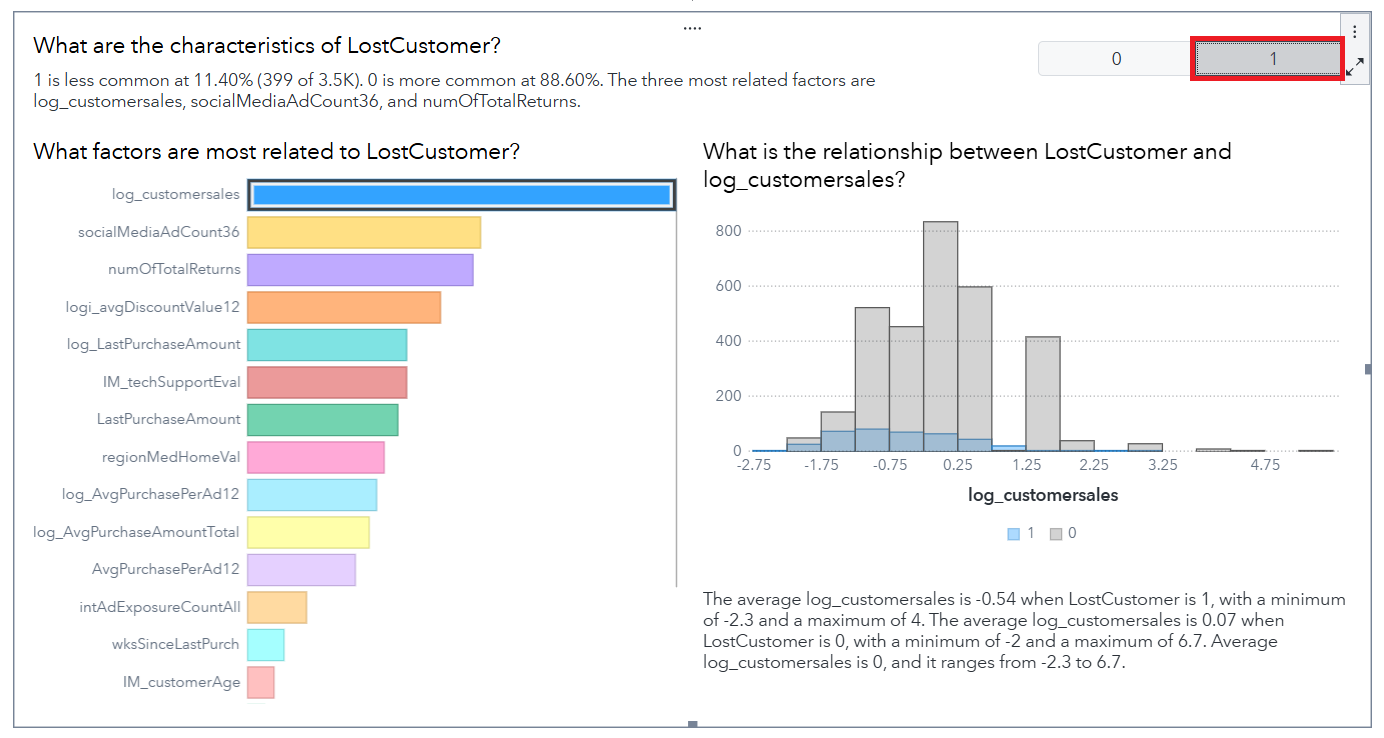 What are the characteristics of LostCustomer?
0
1
1 is less common at 11.40% (399 of 3.5K). 0 is more common at 88.60%. The three most related factors are
log_customersales, socialMediaAdCount36, and numOfTotalReturns.
What factors are most related to LostCustomer?
log_customersales
socialMediaAdCount36
numOfTotalReturns
logi_avgDiscountValue12
log_LastPurchaseAmount
IM_techSupportEval
LastPurchaseAmount
regionMedHomeVal
log_AvgPurchasePerAd12
log_AvgPurchaseAmountTotal
AvgPurchasePerAd12
intAdExposureCountAll
wksSinceLastPurch
IM_customerAge
What is the relationship between LostCustomer and
log_customersales?
800
600
400
200
0
-2.75 -1.75 -0.75 0.25 1.25 2.25 3.25 4.75
log_customersales
1 0
The average log_customersales is -0.54 when LostCustomer is 1, with a minimum
of -2.3 and a maximum of 4. The average log_customersales is 0.07 when
LostCustomer is 0, with a minimum of -2 and a maximum of 6.7. Average
log_customersales is 0, and it ranges from -2.3 to 6.7.